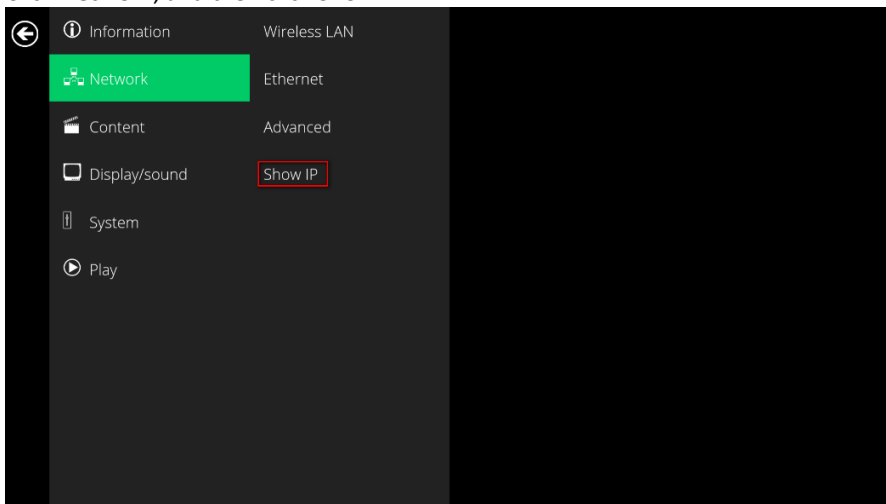 Information
Wireless LAN
Network
Ethernet
Content
Advanced
Display/sound
Show IP
System
Play